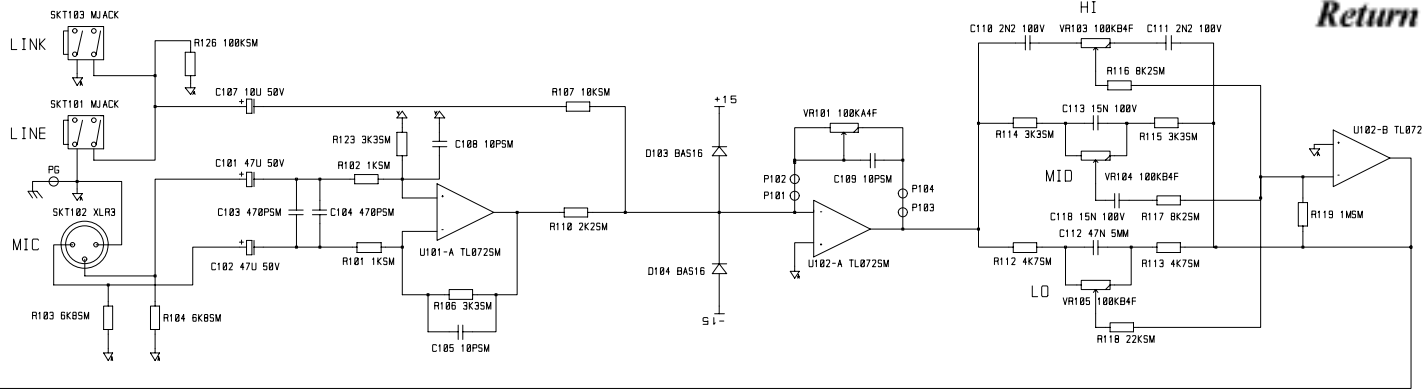 HI
Return
SKT103 MJACK
LINK
R126 100KSM
C110 2N2 100V
VR103 100KB4F
C111 2N2 100V
R116 8K2SM
C107 10U 50V
R107 10KSM
SKT101 MJACK
LINE
+15
VR101 100KA4F
C113 15N 100V
R114 3K3SM
R115 3K3SM
U102-B TL072
R123 3K3SM
C108 10PSM
D103 BAS16
C101 47U 50V
R102 1KSM
C109 10PSM
MID
VR104 100KB4F
PG
P102
P101
P104
P103
SKT102 XLR3
C103 470PSM
C104 470PSM
MIC
R110 2K2SM
C118 15N 100V
R117 8K2SM
R119 1MSM
C112 47N 5MM
C102 47U 50V
R101 1KSM
U101-A TL072SM
U102-A TL072SM
R112 4K7SM
R113 4K7SM
D104 BAS16
LO
VR105 100KB4F
R106 3K3SM
R103 6K8SM
R104 6K8SM
-15
C105 10PSM
R118 22KSM